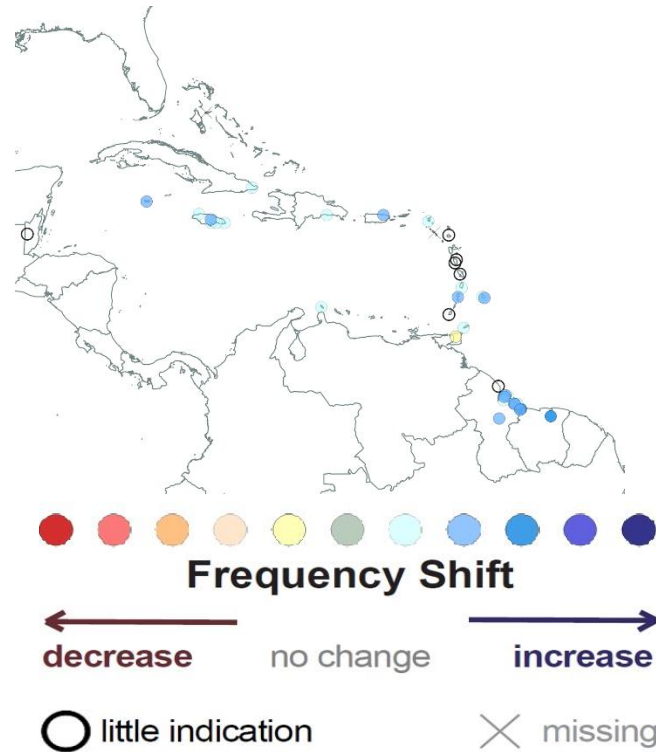 Frequency Shift
decrease no change increase
little indication missing